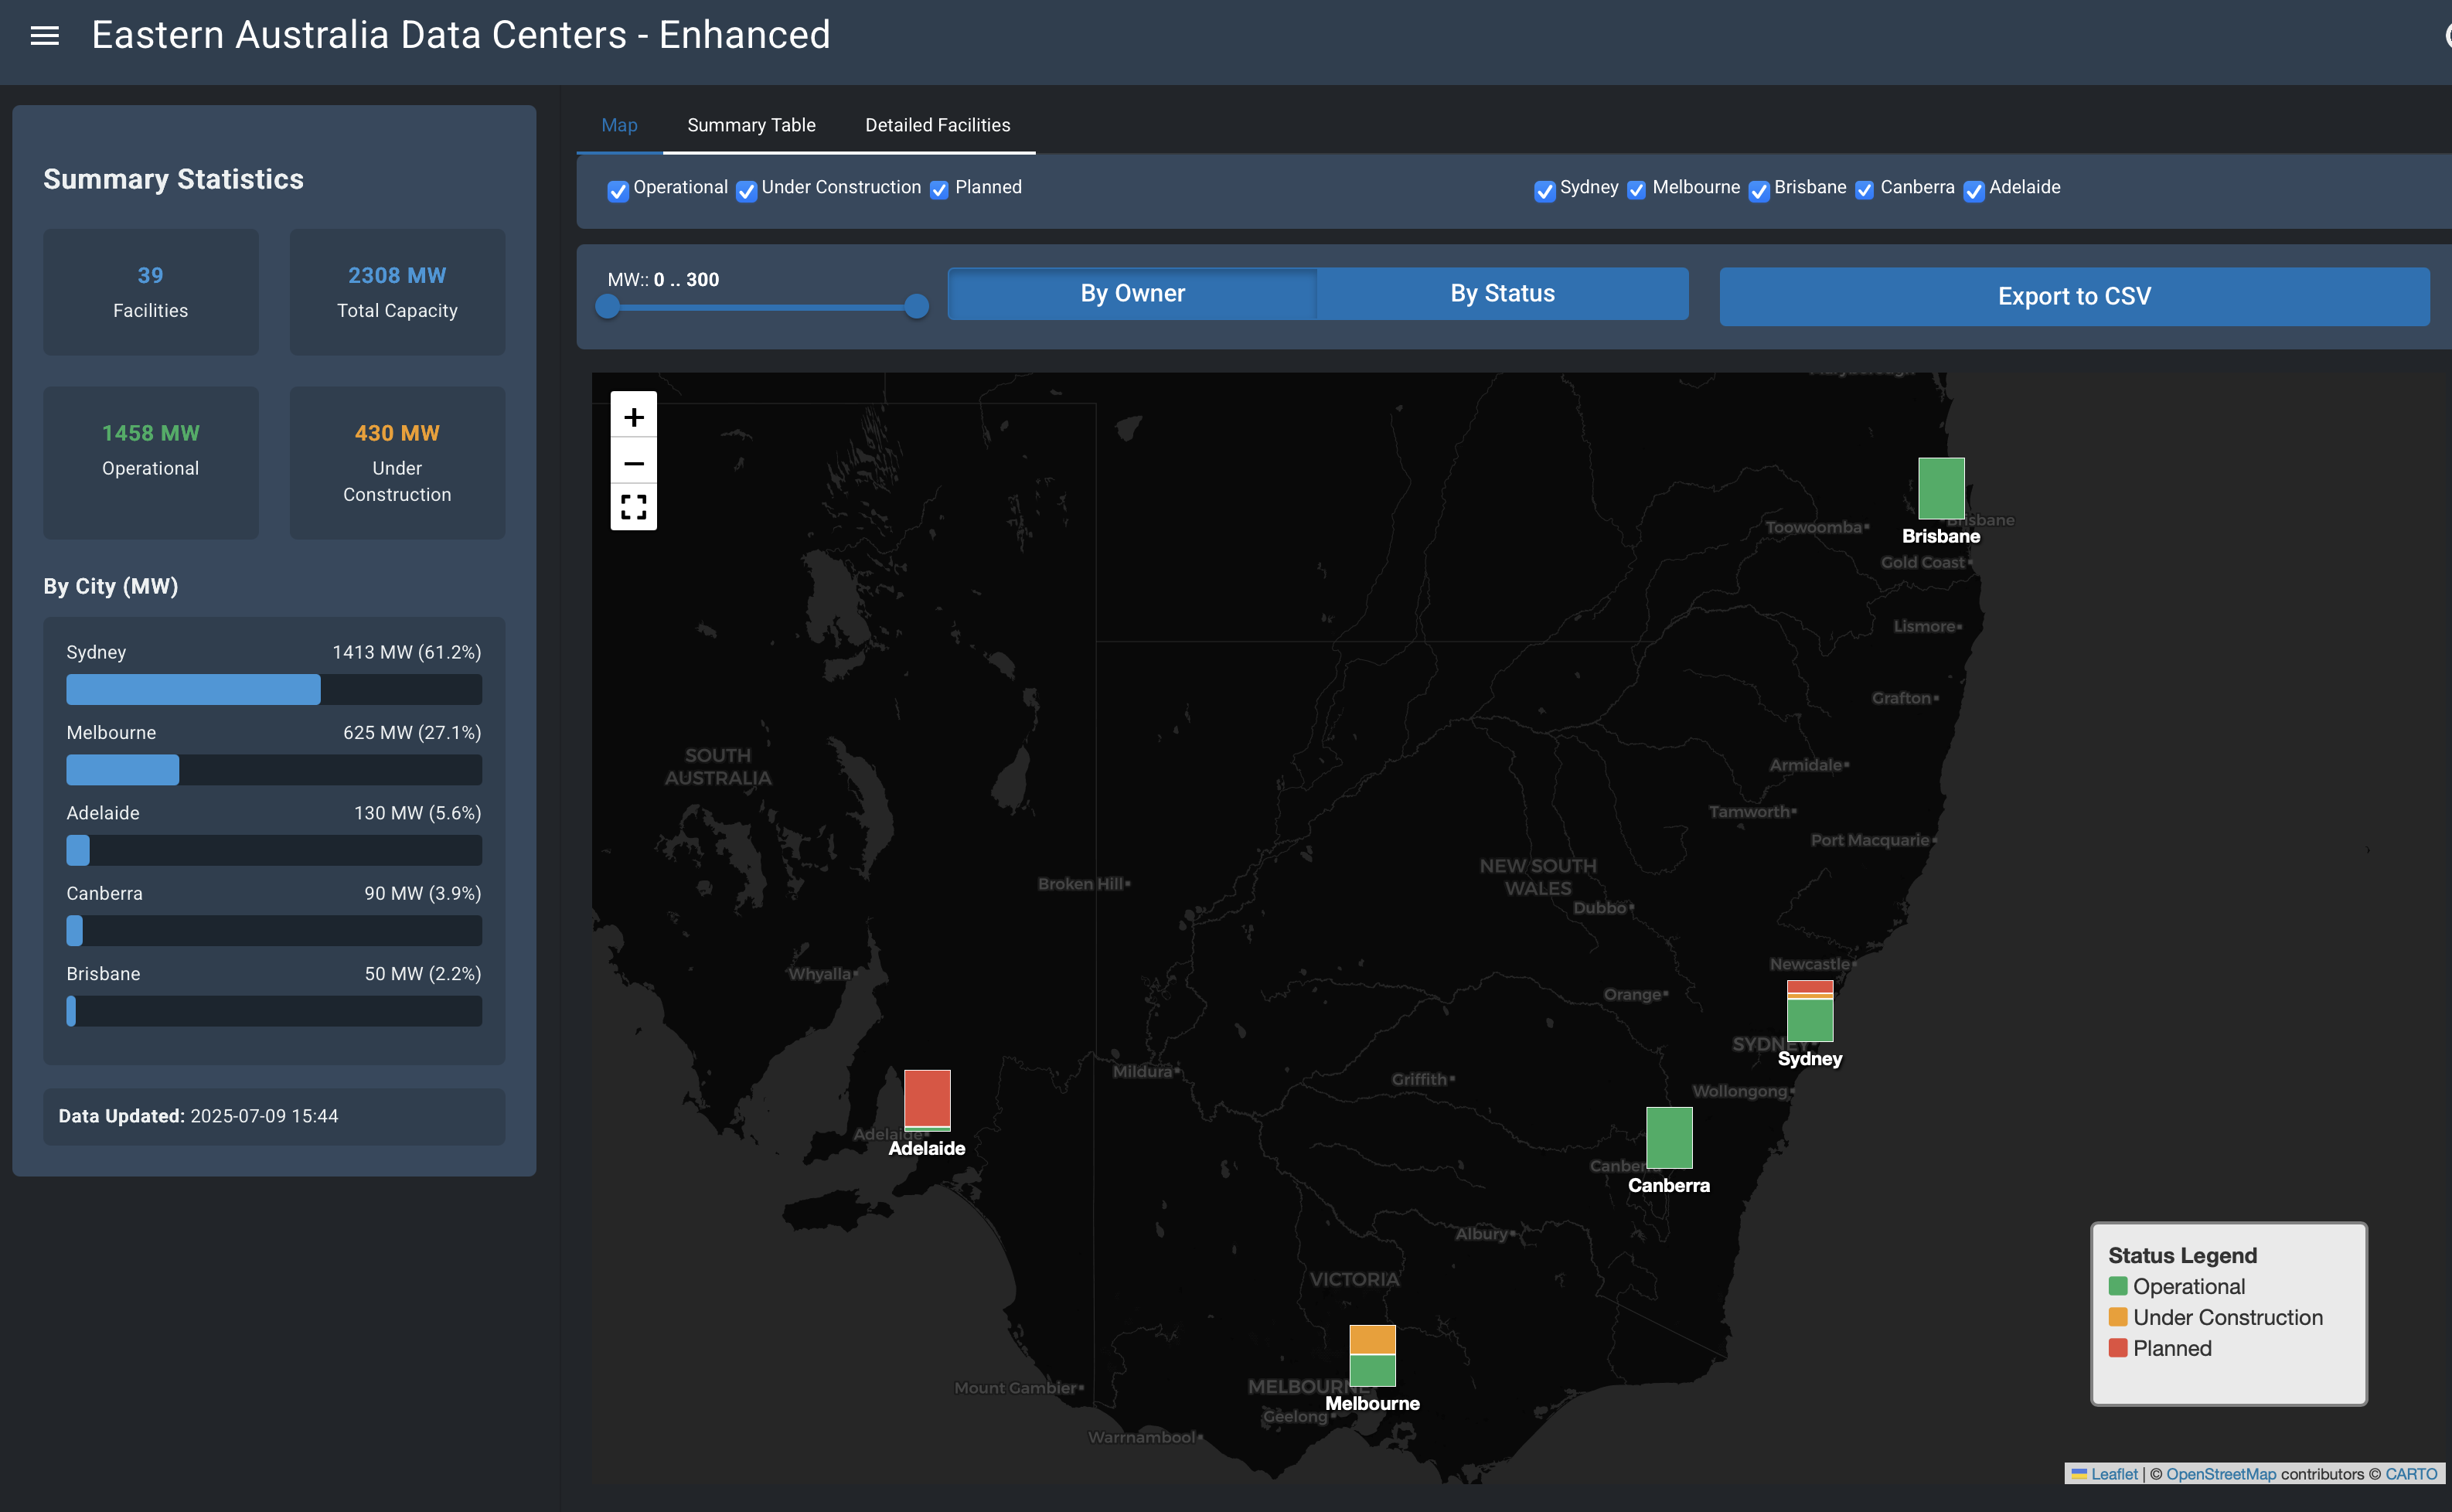 Eastern Australia Data Centers - Enhanced
Summary Statistics
39
Facilities
2308 MW
Total Capacity
1458 MW
Operational
430 MW
Under
Construction
By City (MW)
Sydney 1413 MW (61.2%)
Melbourne 625 MW (27.1%)
Adelaide 130 MW (5.6%)
Canberra 90 MW (3.9%)
Brisbane 50 MW (2.2%)
Data Updated: 2025-07-09 15:44
Map Summary Table Detailed Facilities
Operational Under Construction Planned
Sydney Melbourne Brisbane Canberra Adelaide
MW:: 0 .. 300
By Owner By Status
Export to CSV
+
−
Brisbane
Toowoomba
Brisbane
Gold Coast
Lismore
Grafton
SOUTH
AUSTRALIA
Armidale
Tamworth
Port Macquarie
NEW SOUTH
WALES
Broken Hill
Dubbo
Newcastle
Whyalla
Orange
SYDNEY
Sydney
Mildura
Griffith
Wollongong
Adelaide
Adelaide
Canberra
Canberra
Albury
VICTORIA
Mount Gambier
MELBOURNE
Melbourne
Geelong
Warrnambool
Status Legend
Operational
Under Construction
Planned
Leaflet | © OpenStreetMap contributors © CARTO